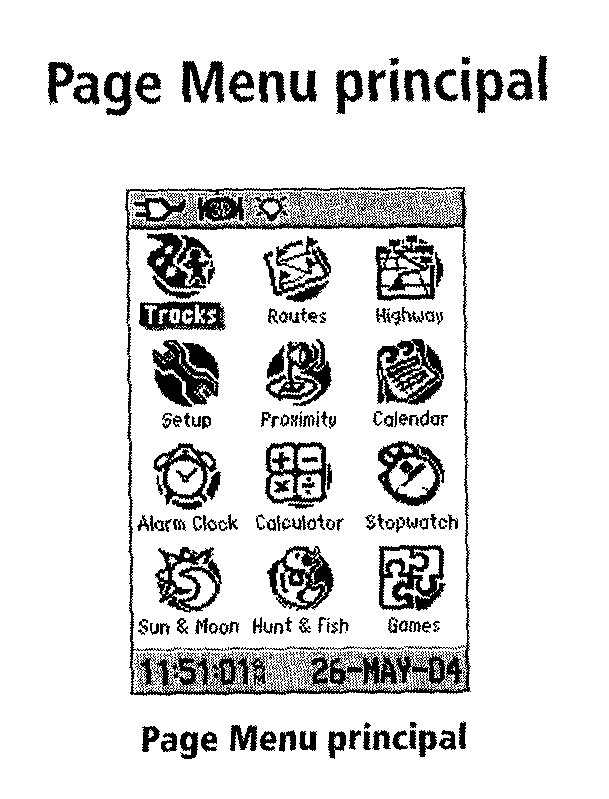 Page Menu principal
Tracks Routes Highway
Setup Proximity Calendar
Alarm Clock Calculator Stopwatch
Sun & Moon Hunt & Fish Games
11:51:01 26-MAY-04
Page Menu principal